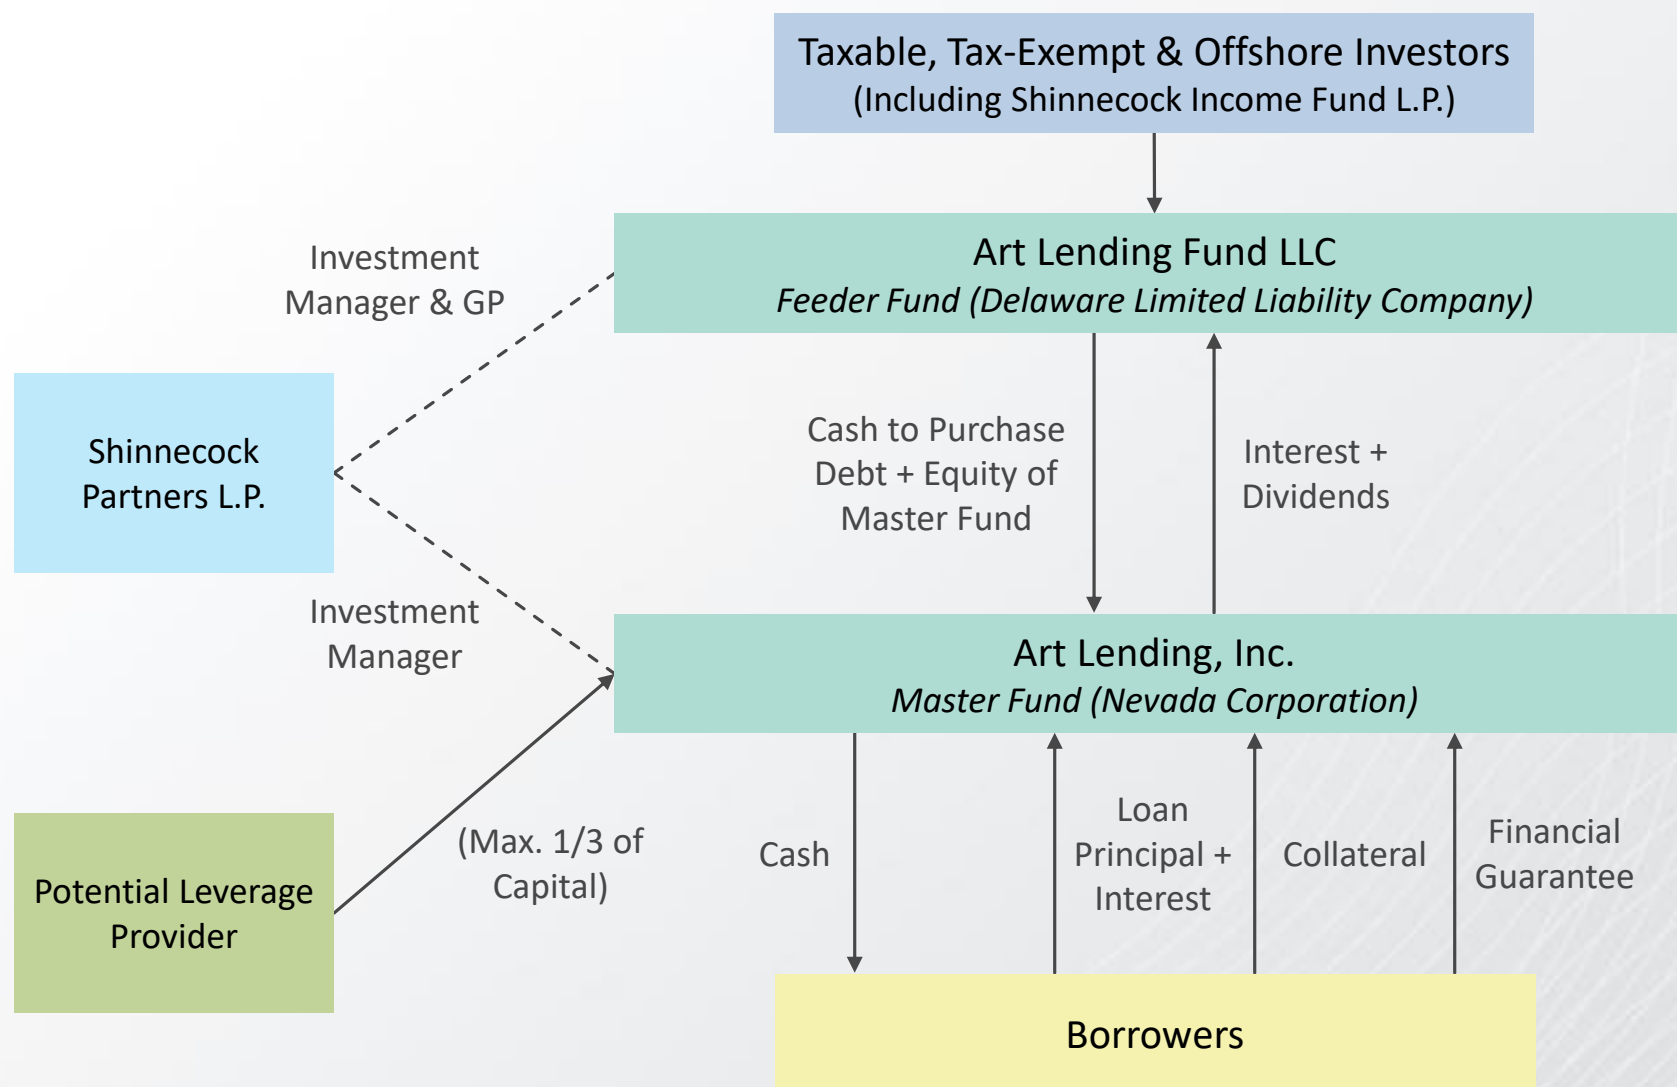 Taxable, Tax-Exempt & Offshore Investors
(Including Shinnecock Income Fund L.P.)
Investment
Manager & GP
Art Lending Fund LLC
Feeder Fund (Delaware Limited Liability Company)
Shinnecock
Partners L.P.
Cash to Purchase
Debt + Equity of
Master Fund
Interest +
Dividends
Investment
Manager
Art Lending, Inc.
Master Fund (Nevada Corporation)
Potential Leverage
Provider
(Max. 1/3 of
Capital)
Cash
Loan
Principal +
Interest
Collateral
Financial
Guarantee
Borrowers